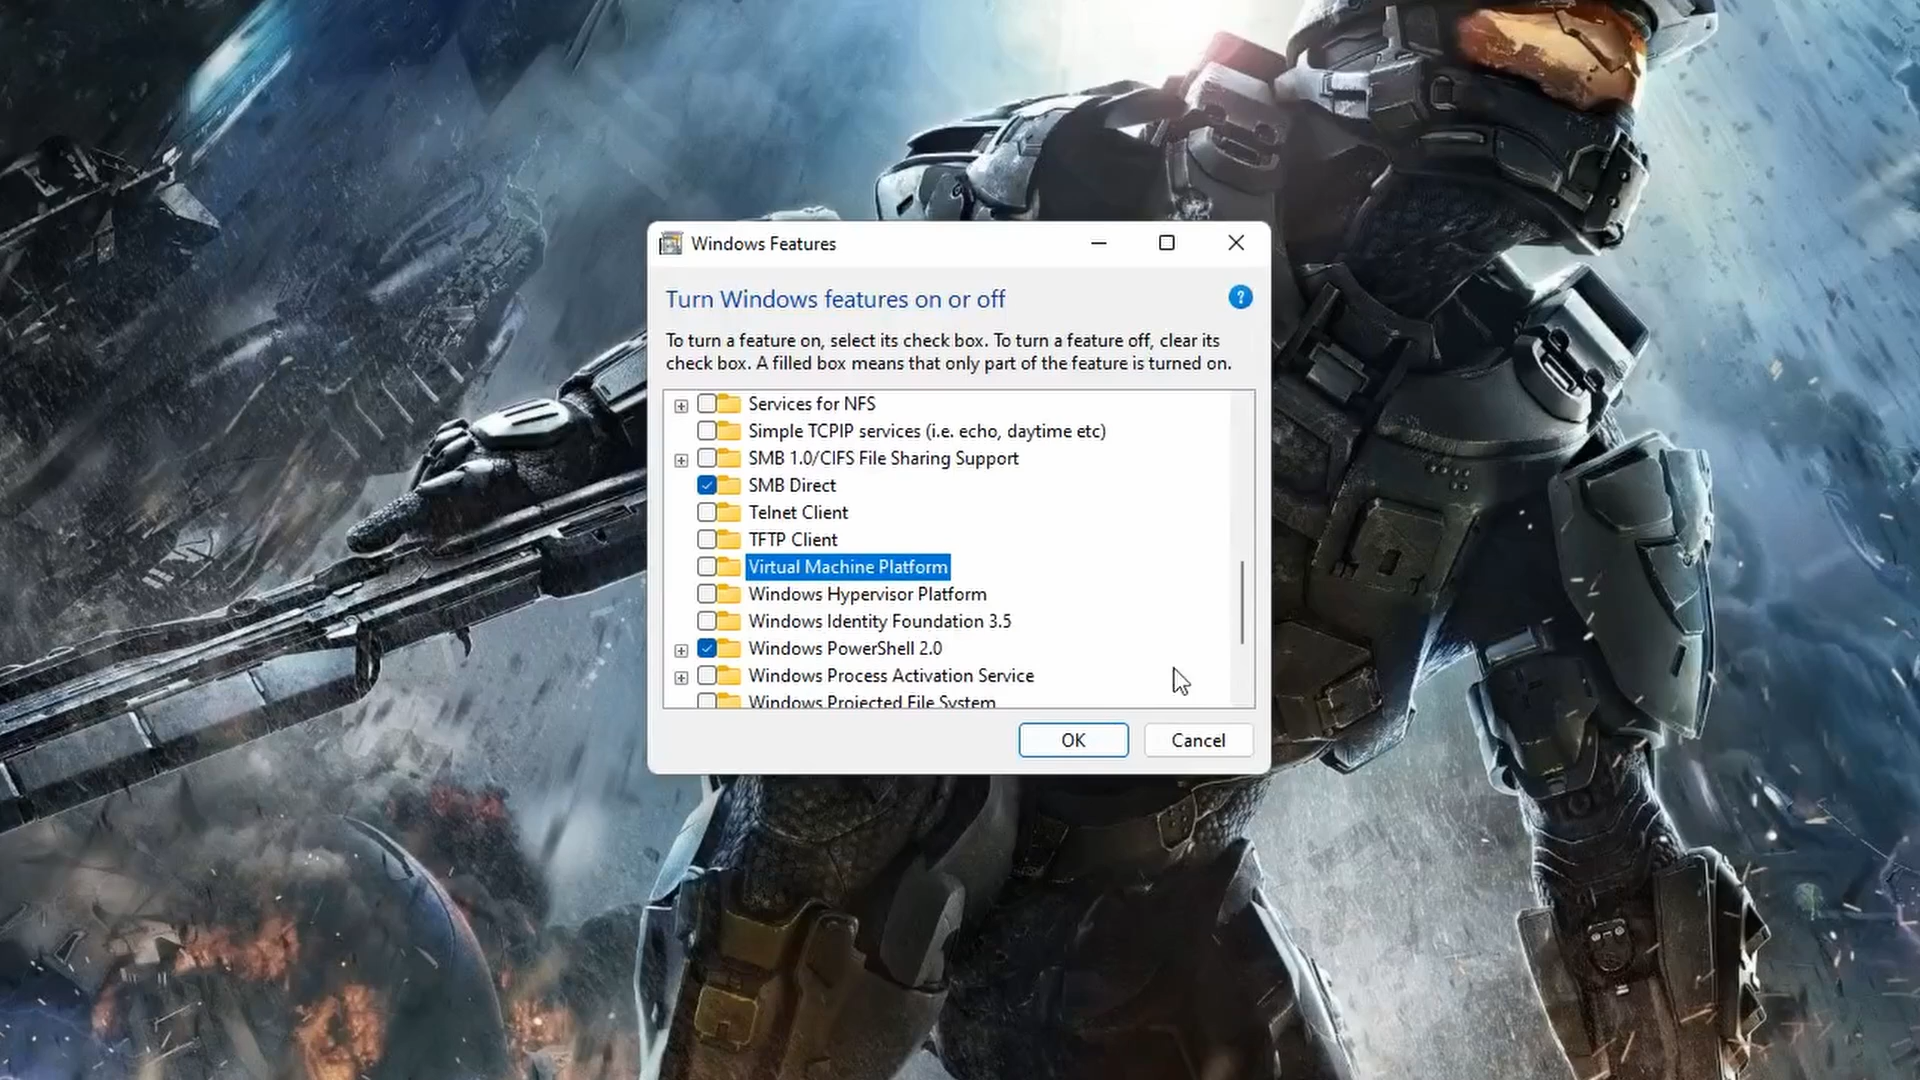 Windows Features
Turn Windows features on or off
?
To turn a feature on, select its check box. To turn a feature off, clear its
check box. A filled box means that only part of the feature is turned on.
Services for NFS
Simple TCPIP services (i.e. echo, daytime etc)
SMB 1.0/CIFS File Sharing Support
SMB Direct
Telnet Client
TFTP Client
Virtual Machine Platform
Windows Hypervisor Platform
Windows Identity Foundation 3.5
Windows PowerShell 2.0
Windows Process Activation Service
Windows Projected File System
OK
Cancel